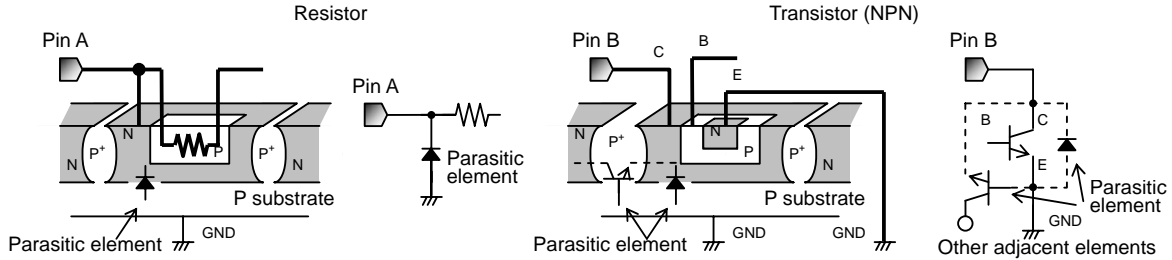 Resistor
Transistor (NPN)
Pin A
N
N
P+
P
P+
N
P substrate
Parasitic element
GND
Pin A
Parasitic
element
Pin B
C
B
E
N
P+
N
P
P+
N
P substrate
Parasitic element
GND
GND
Pin B
B
C
E
Parasitic
element
GND
Other adjacent elements